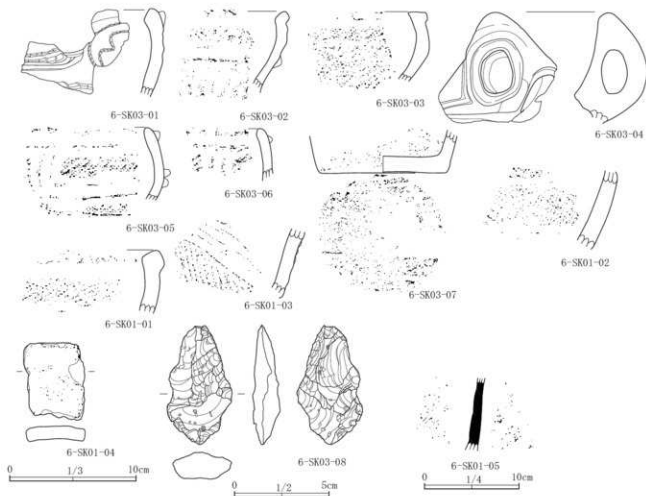 6-SK03-01
6-SK03-02
6-SK03-03
6-SK03-04
6-SK03-05
6-SK03-06
6-SK03-07
6-SK01-02
6-SK01-01
6-SK01-03
6-SK01-04
6-SK03-08
6-SK01-05
0 1/3 10cm
0 1/2 5cm
0 1/4 10cm